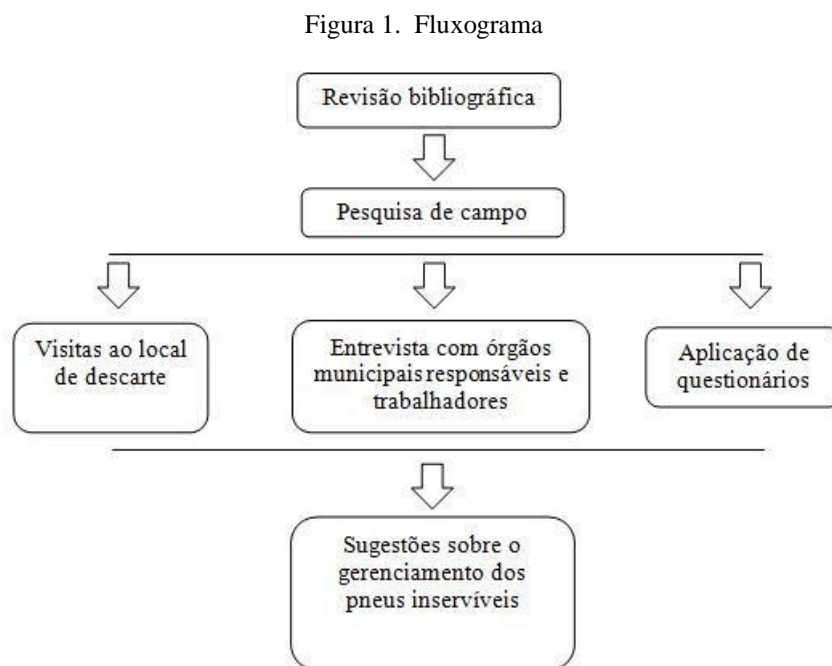 Figura 1. Fluxograma
Revisão bibliográfica
Pesquisa de campo
Visitas ao local
de descarte
Entrevista com órgãos
municipais responsáveis e
trabalhadores
Aplicação de
questionários
Sugestões sobre o
gerenciamento dos
pneus inservíveis